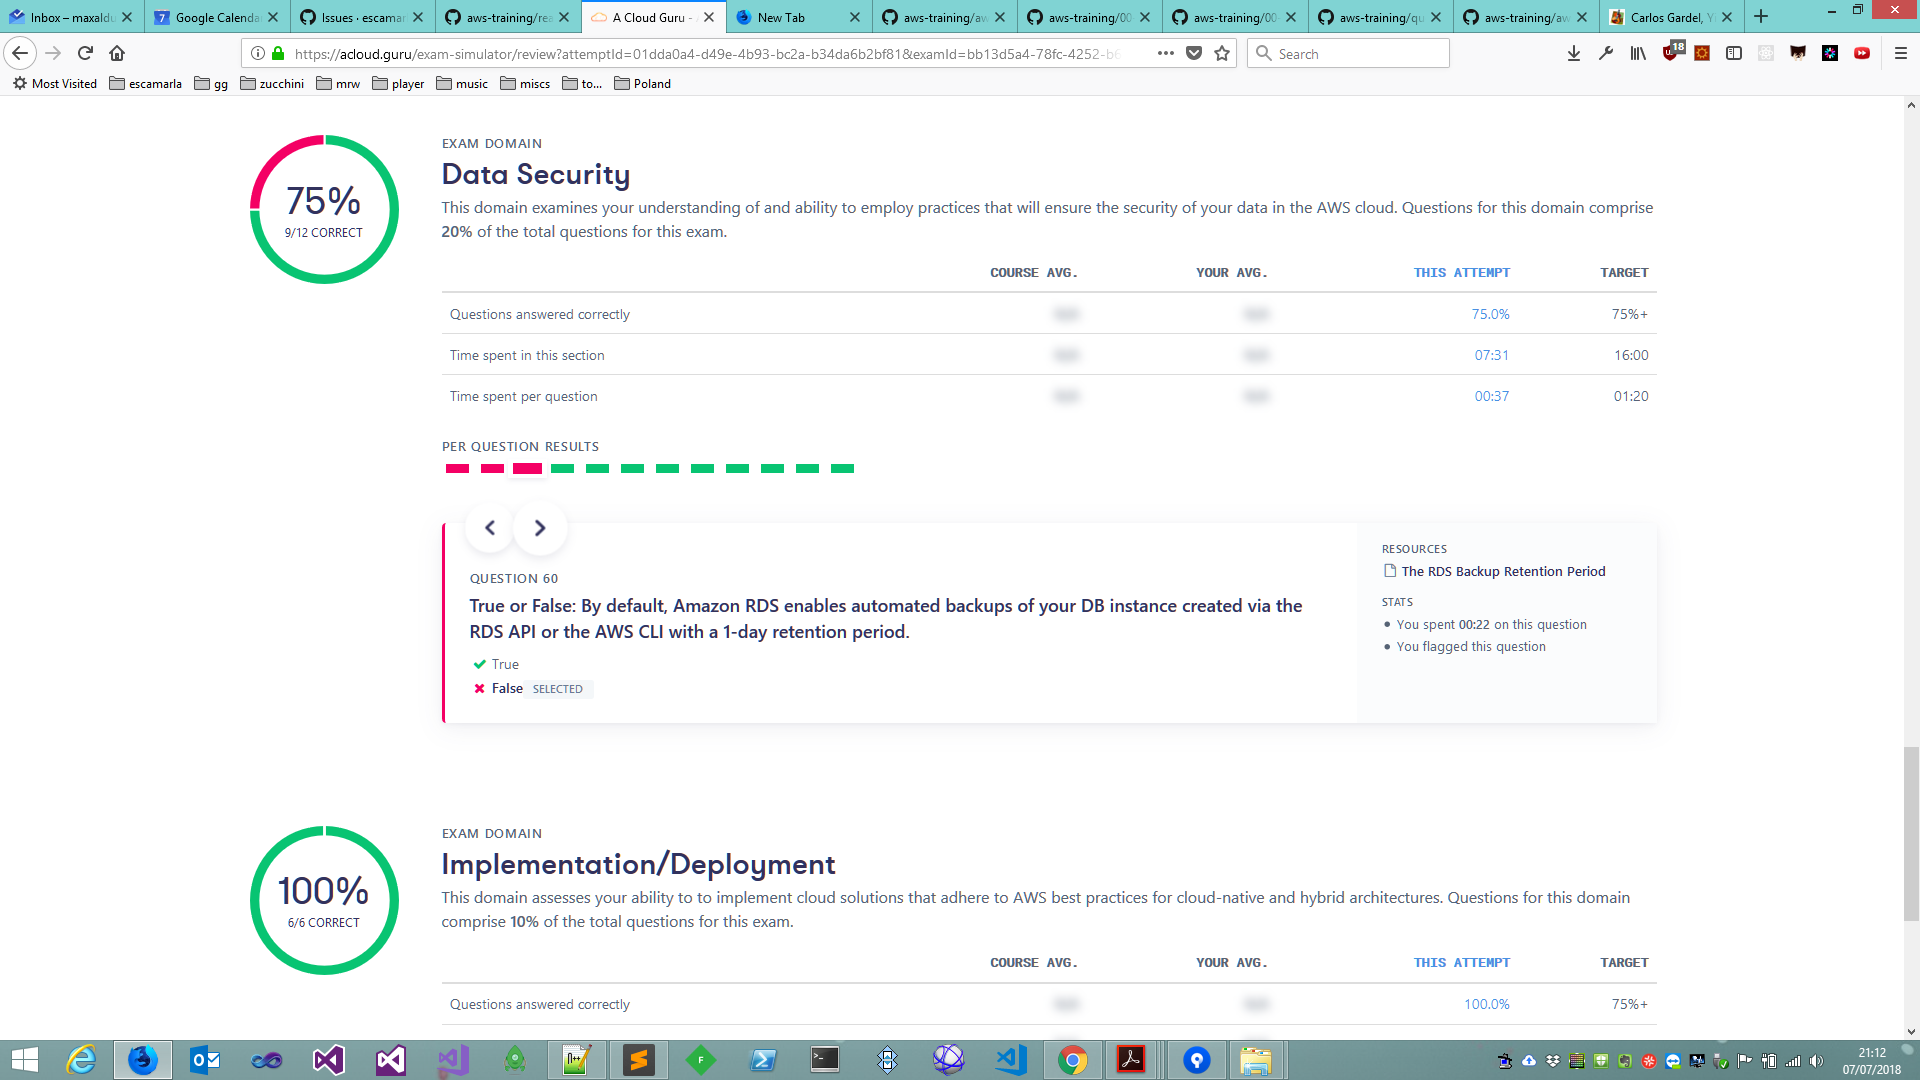 Inbox – maxaldu
Google Calenda
Issues · escamar
aws-training/rea
A Cloud Guru - A
New Tab
aws-training/aw
aws-training/00
aws-training/00
aws-training/qu
aws-training/aw
Carlos Gardel, Y
https://acloud.guru/exam-simulator/review?attemptId=01dda0a4-d49e-4b93-bc2a-b34da6b2bf81&examId=bb13d5a4-78fc-4252-b6
Search
18
Most Visited
escamarla
gg
zucchini
mrw
player
music
miscs
to...
Poland
75%
9/12 CORRECT
EXAM DOMAIN
Data Security
This domain examines your understanding of and ability to employ practices that will ensure the security of your data in the AWS cloud. Questions for this domain comprise
20% of the total questions for this exam.
COURSE AVG. YOUR AVG. THIS ATTEMPT TARGET
Questions answered correctly 75.0% 75%+
Time spent in this section 07:31 16:00
Time spent per question 00:37 01:20
PER QUESTION RESULTS
QUESTION 60
True or False: By default, Amazon RDS enables automated backups of your DB instance created via the
RDS API or the AWS CLI with a 1-day retention period.
True
False SELECTED
RESOURCES
The RDS Backup Retention Period
STATS
You spent 00:22 on this question
You flagged this question
100%
6/6 CORRECT
EXAM DOMAIN
Implementation/Deployment
This domain assesses your ability to to implement cloud solutions that adhere to AWS best practices for cloud-native and hybrid architectures. Questions for this domain
comprise 10% of the total questions for this exam.
COURSE AVG. YOUR AVG. THIS ATTEMPT TARGET
Questions answered correctly 100.0% 75%+
21:12
07/07/2018